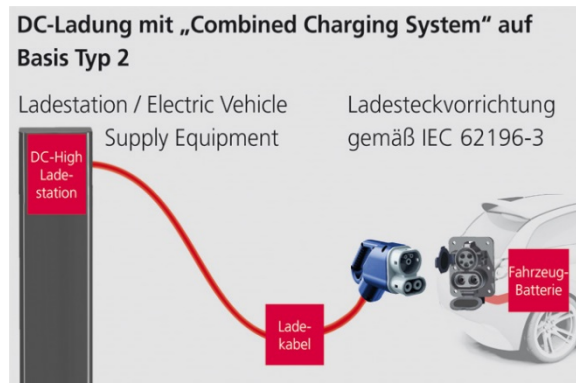 DC-Ladung mit „Combined Charging System“ auf
Basis Typ 2
Ladestation / Electric Vehicle
Supply Equipment
Ladesteckvorrichtung
gemäß IEC 62196-3
DC-High
Lade-
station
Lade-
kabel
Fahrzeug-
Batterie